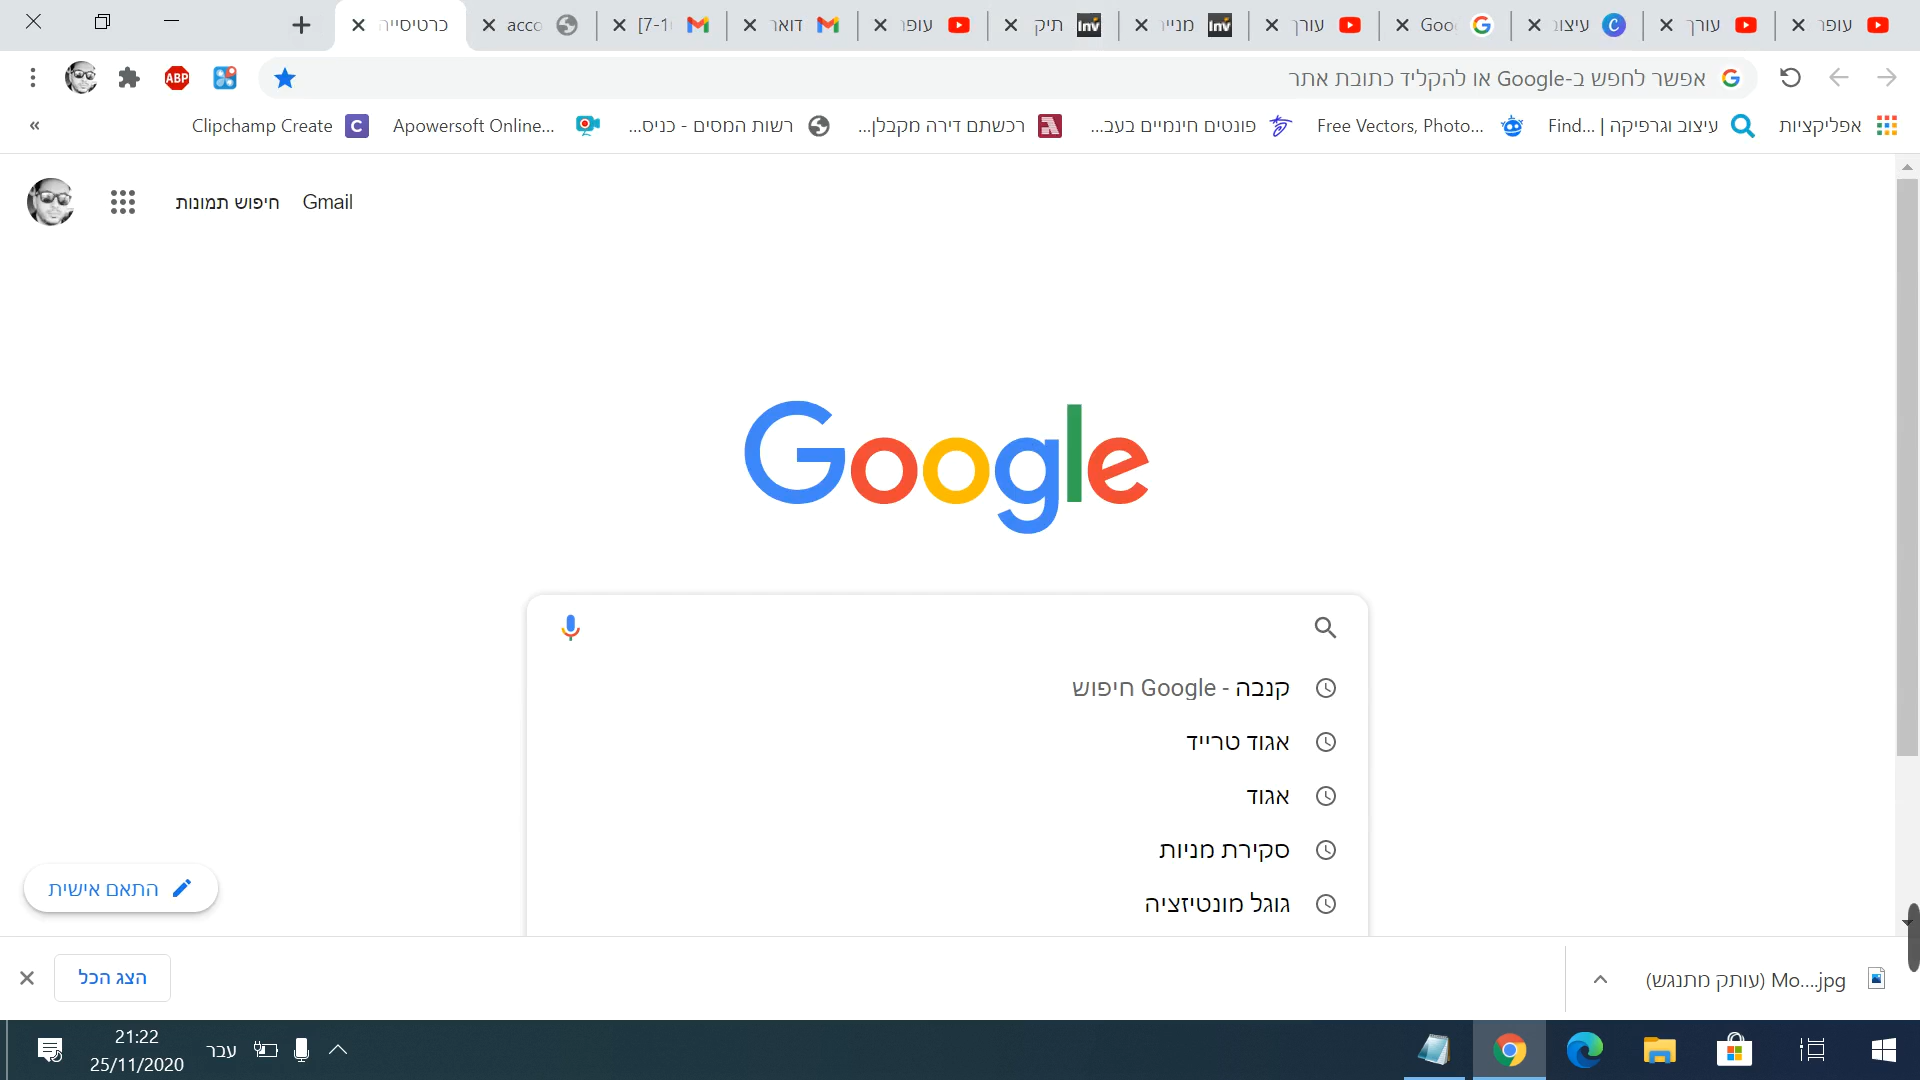 עופר
עורך
עיצוב
Goo
עורך
מניי
תיק
עופר
דואר
[7-1
acco
כרטיסייה
אפשר לחפש ב-Google או להקליד כתובת אתר
ABP
אפליקציות
עיצוב וגרפיקה | Find...
Free Vectors, Photo...
פונטים חינמיים בעב...
רכשתם דירה מקבלן|...
רשות המסים - כניס...
Apowersoft Online...
Clipchamp Create
«
Gmail
חיפוש תמונות
Google
קנבה - Google חיפוש
אגוד טרייד
אגוד
סקירת מניות
גוגל מונטיזציה
התאם אישית
Mo....jpg (עותק מתנגש)
הצג הכל
עבר
21:22
25/11/2020